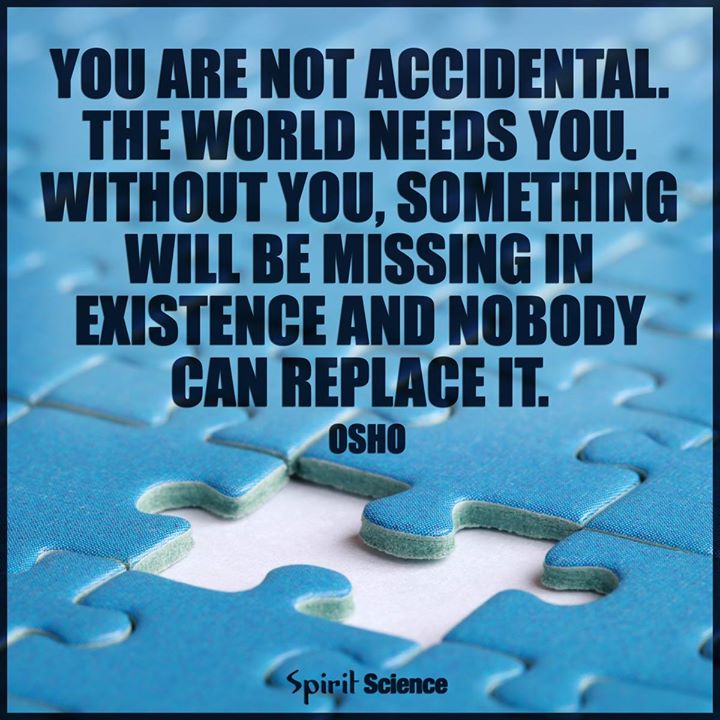 YOU ARE NOT ACCIDENTAL.
THE WORLD NEEDS YOU.
WITHOUT YOU, SOMETHING
WILL BE MISSING IN
EXISTENCE AND NOBODY
CAN REPLACE IT.
OSHO
Spirit Science